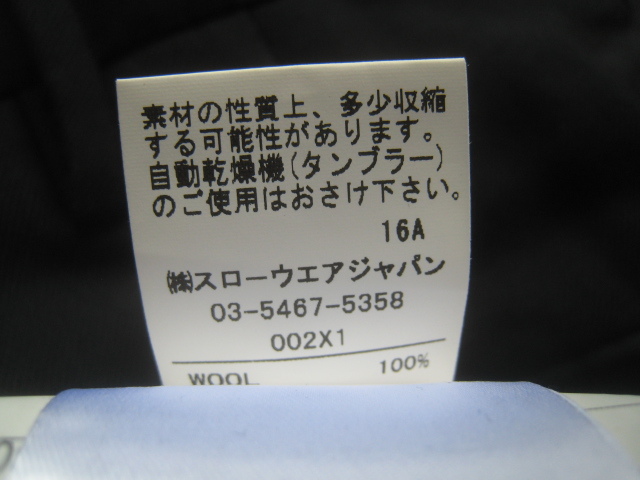 素材の性質上、多少収縮
する可能性があります。
自動乾燥機(タンブラー)
のご使用はおさけ下さい。
16A
㈱スローウエアジャパン
03-5467-5358
002X1
WOOL 100%